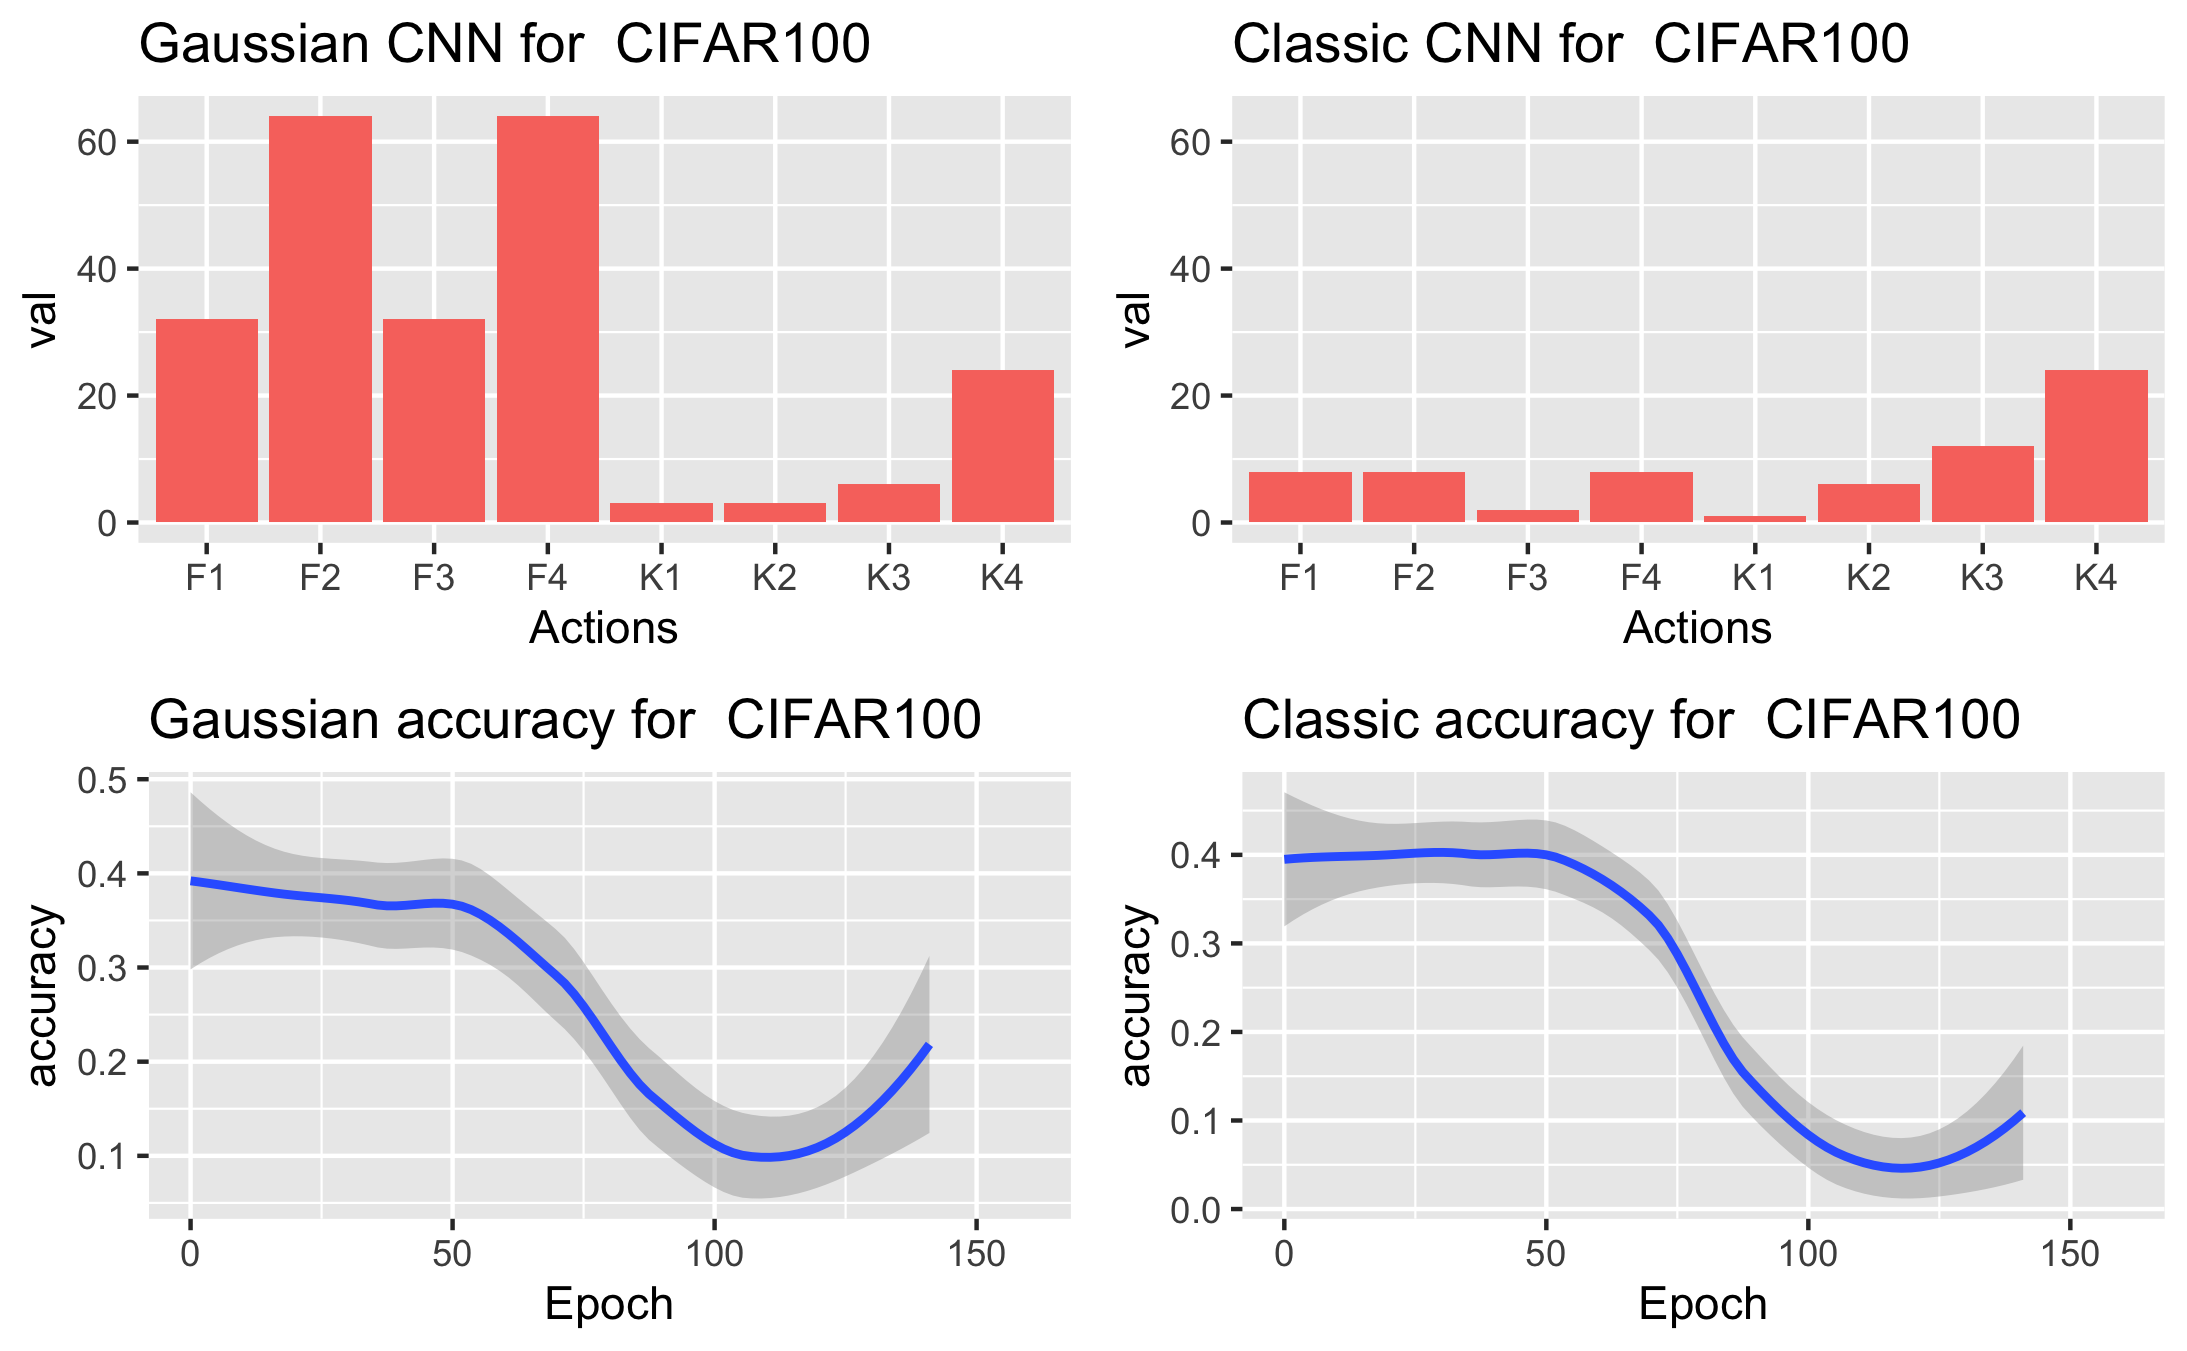 Gaussian CNN for  CIFAR100
60
40
20
0
val
F1 F2 F3 F4 K1 K2 K3 K4
Actions
Classic CNN for  CIFAR100
60
40
20
0
val
F1 F2 F3 F4 K1 K2 K3 K4
Actions
Gaussian accuracy for  CIFAR100
0.5
0.4
0.3
0.2
0.1
accuracy
0 50 100 150
Epoch
Classic accuracy for  CIFAR100
0.4
0.3
0.2
0.1
0.0
accuracy
0 50 100 150
Epoch